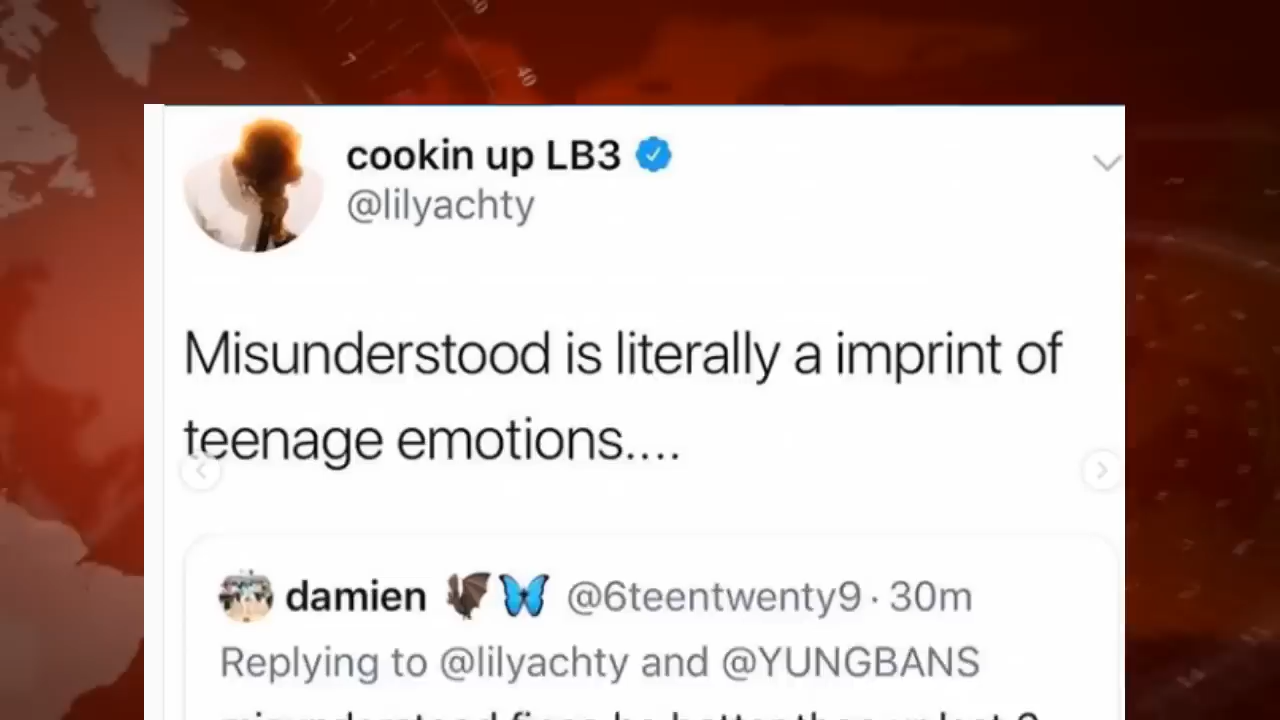 cookin up LB3
@lilyachty
Misunderstood is literally a imprint of
teenage emotions....
damien 🦇🦋 @6teentwenty9 · 30m
Replying to @lilyachty and @YUNGBANS